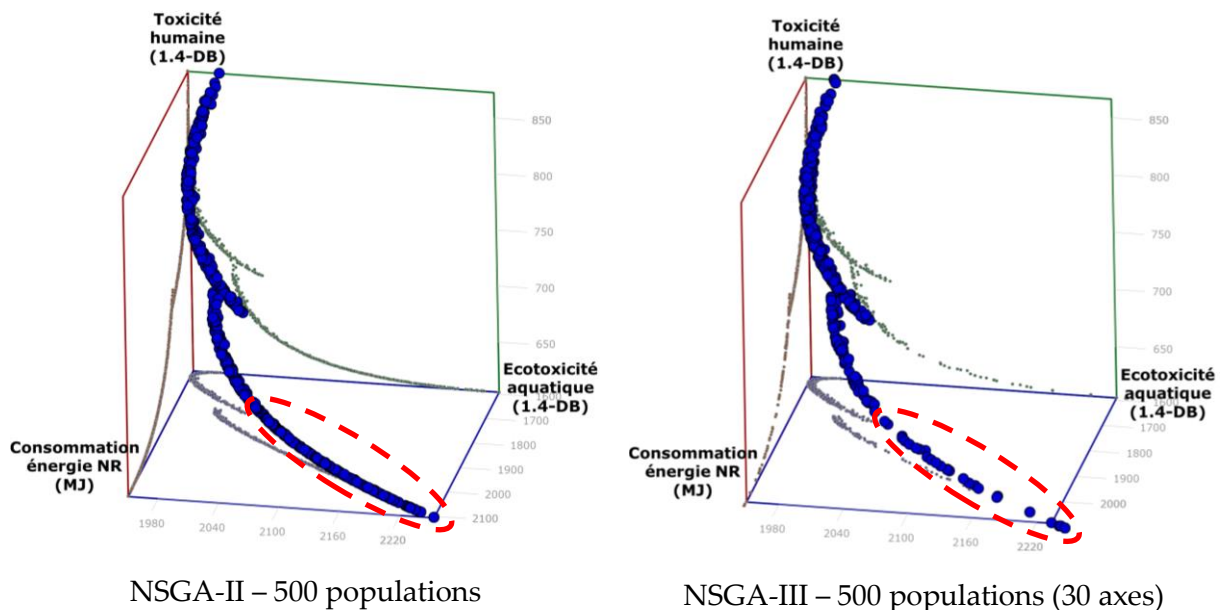 Toxicité
humaine
(1.4-DB)
850
800
750
700
650
1600
Ecotoxicité
aquatique
(1.4-DB)
1700
1800
1900
2000
2100
Consommation
énergie NR
(MJ)
1980
2040
2100
2160
2220
NSGA-II – 500 populations
Toxicité
humaine
(1.4-DB)
850
800
750
700
650
1600
Ecotoxicité
aquatique
(1.4-DB)
1700
1800
1900
2000
Consommation
énergie NR
(MJ)
1980
2040
2100
2160
2220
NSGA-III – 500 populations (30 axes)